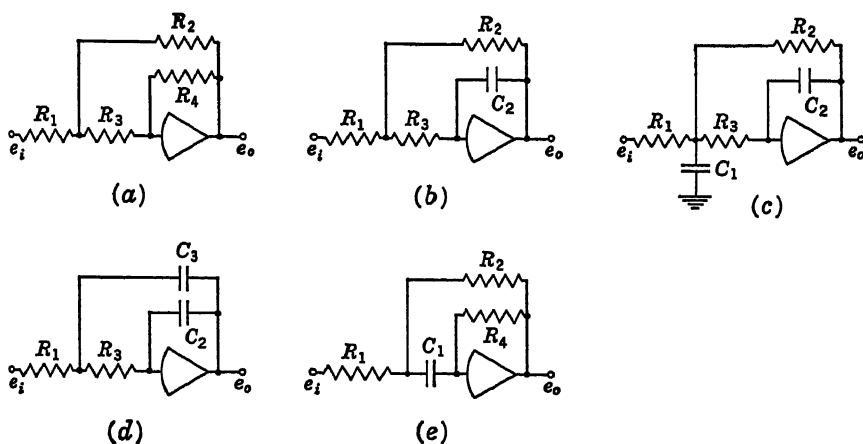 R2
R4
R1
R3
ei
eo
(a)
R2
C2
R1
R3
ei
eo
(b)
R2
C2
R1
R3
ei
C1
eo
(c)
C3
C2
R1
R3
ei
eo
(d)
R2
R4
R1
C1
ei
eo
(e)